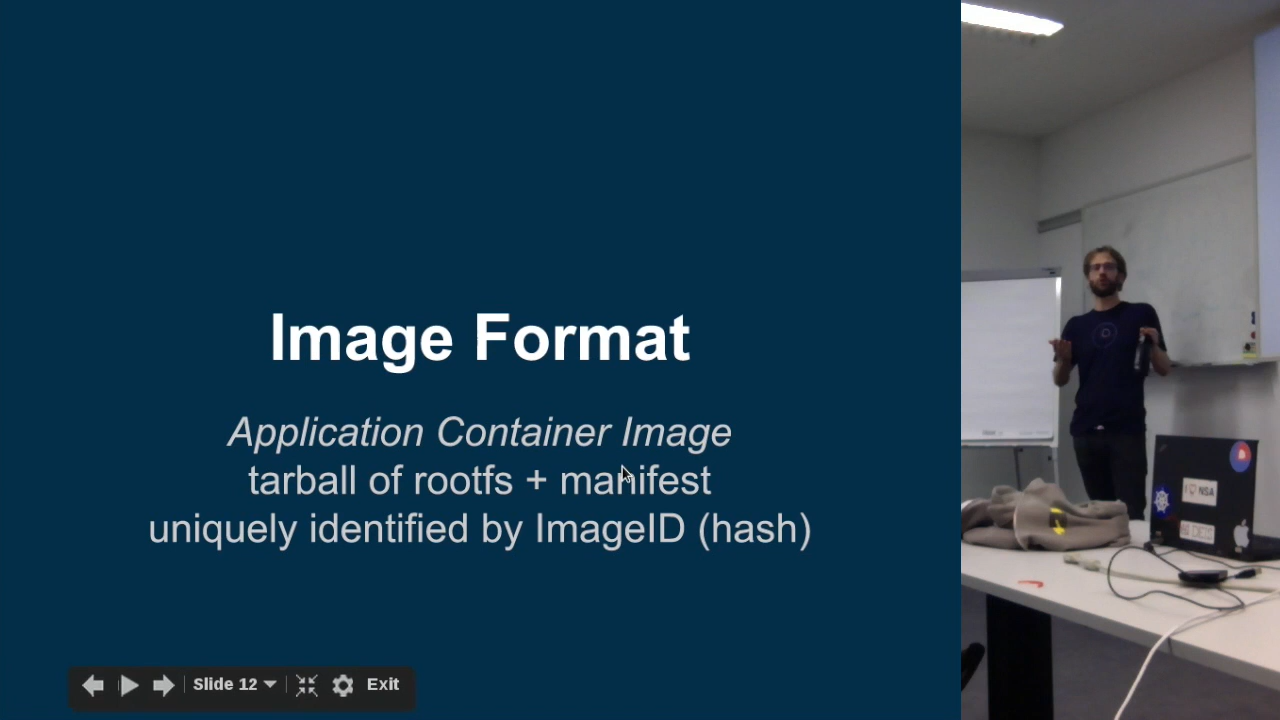 Image Format
Application Container Image
tarball of rootfs + manifest
uniquely identified by ImageID (hash)
Slide 12
Exit
I NSA